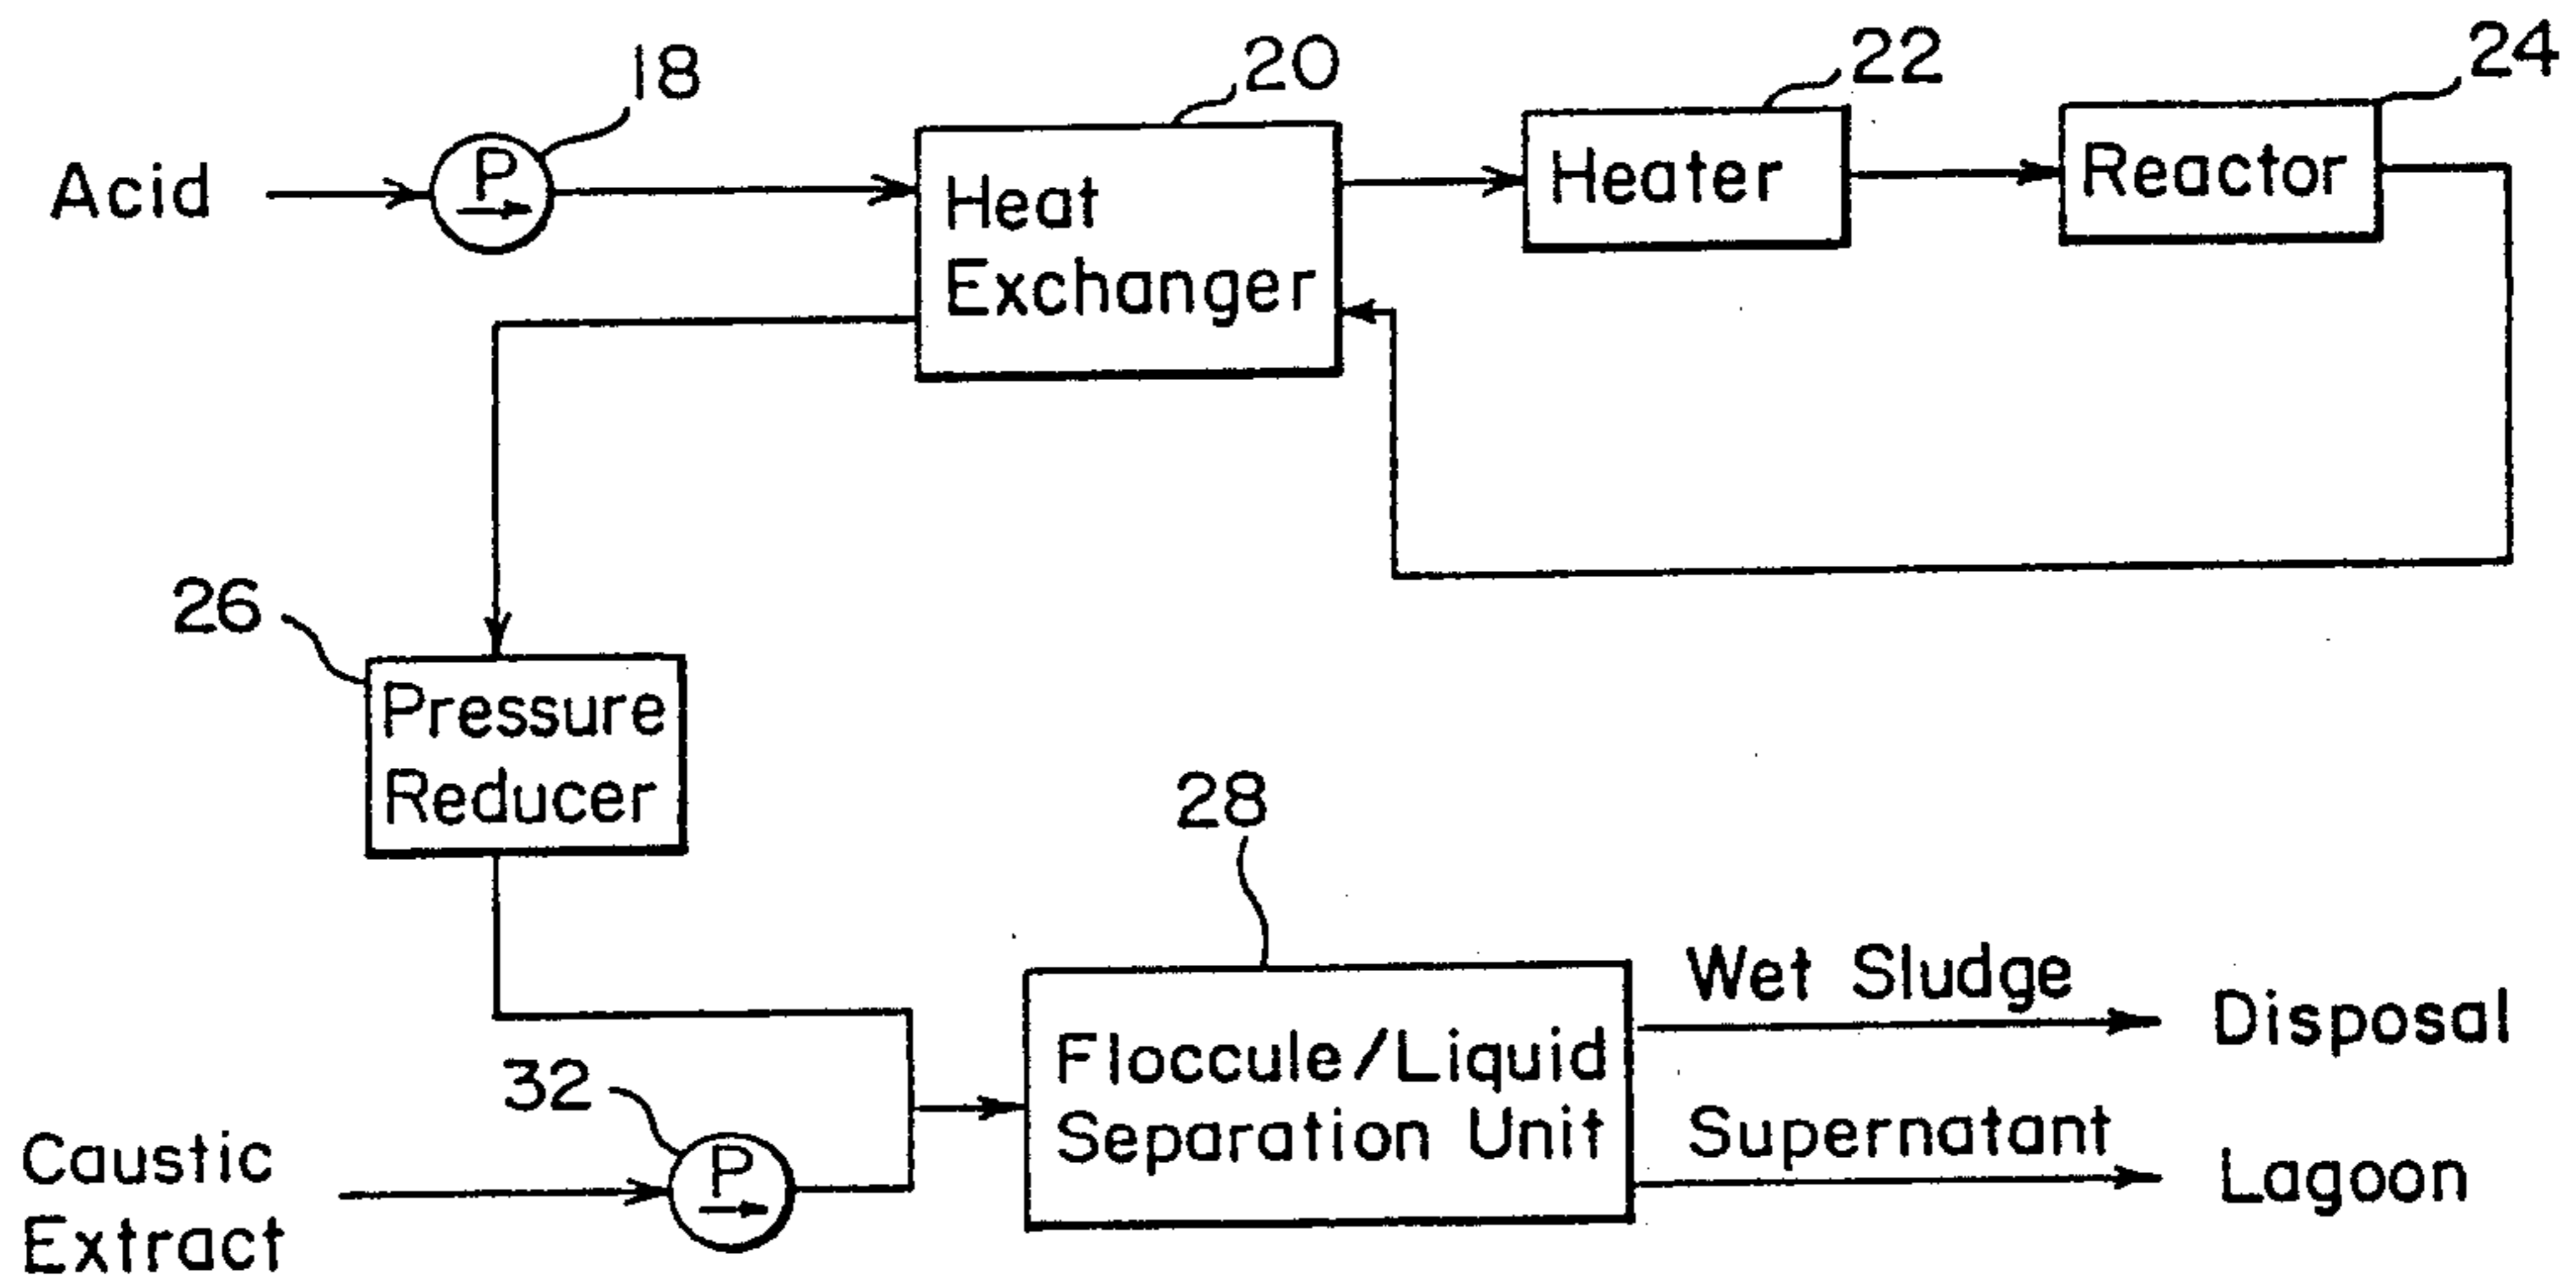 18
20
22
24
Acid
P
Heat
Exchanger
Heater
Reactor
26
Pressure
Reducer
28
32
Caustic
Extract
P
Floccule/Liquid
Separation Unit
Wet Sludge
Disposal
Supernatant
Lagoon